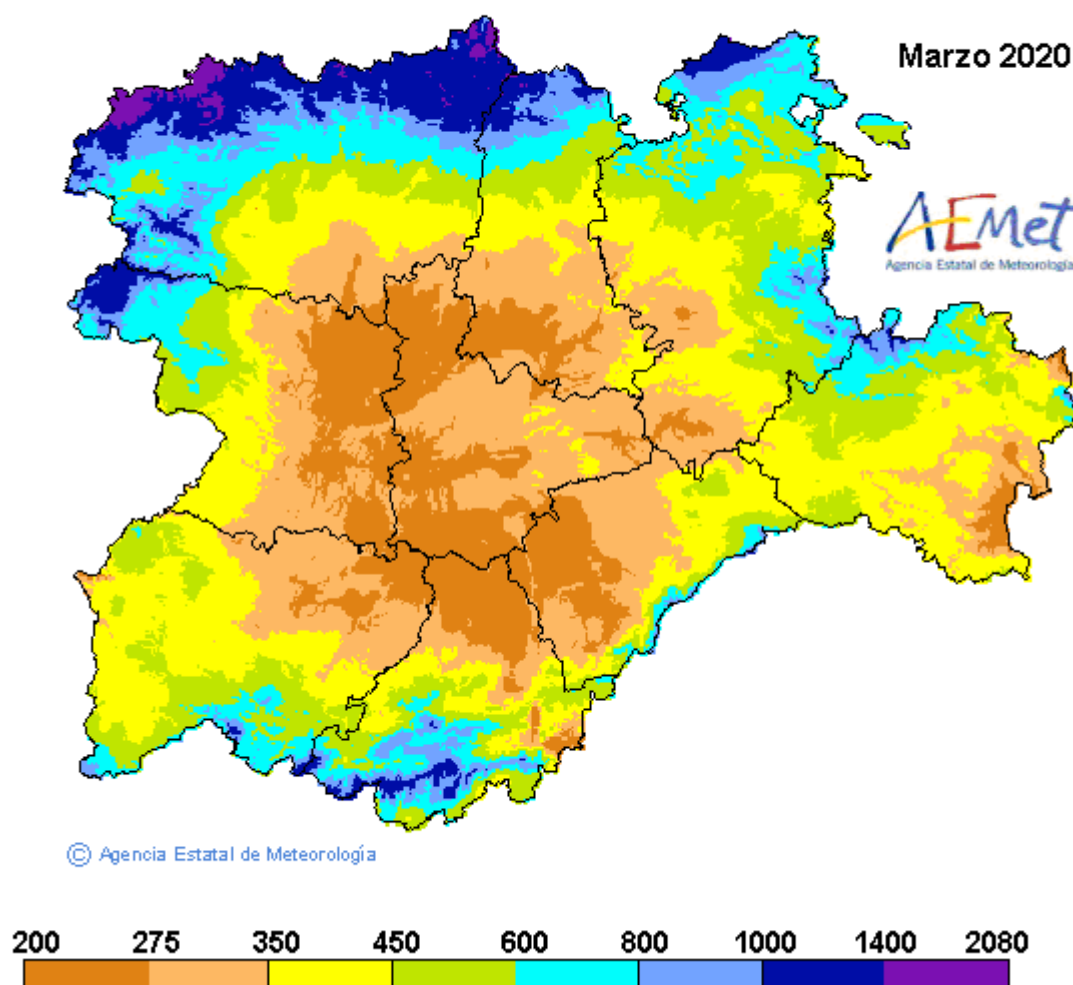 Marzo 2020
AEMet
Agencia Estatal de Meteorología
© Agencia Estatal de Meteorología
200 275 350 450 600 800 1000 1400 2080